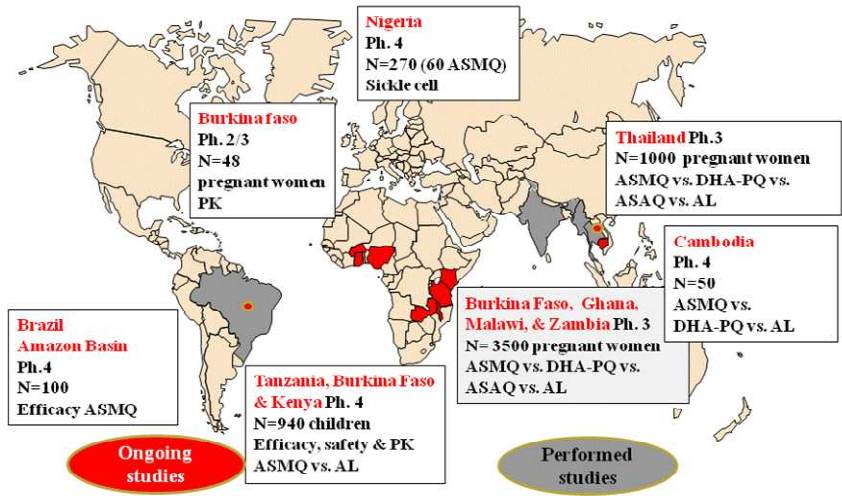 Nigeria
Ph. 4
N=270 (60 ASMQ)
Sickle cell
Burkina faso
Ph. 2/3
N=48
pregnant women
PK
Thailand Ph.3
N=1000 pregnant women
ASMQ vs. DHA-PQ vs.
ASAQ vs. AL
Cambodia
Ph. 4
N=50
ASMQ vs.
DHA-PQ vs. AL
Burkina Faso, Ghana,
Malawi, & Zambia Ph. 3
N= 3500 pregnant women
ASMQ vs. DHA-PQ vs.
ASAQ vs. AL
Brazil
Amazon Basin
Ph.4
N=100
Efficacy ASMQ
Tanzania, Burkina Faso
& Kenya Ph. 4
N=940 children
Efficacy, safety & PK
ASMQ vs. AL
Ongoing
studies
Performed
studies